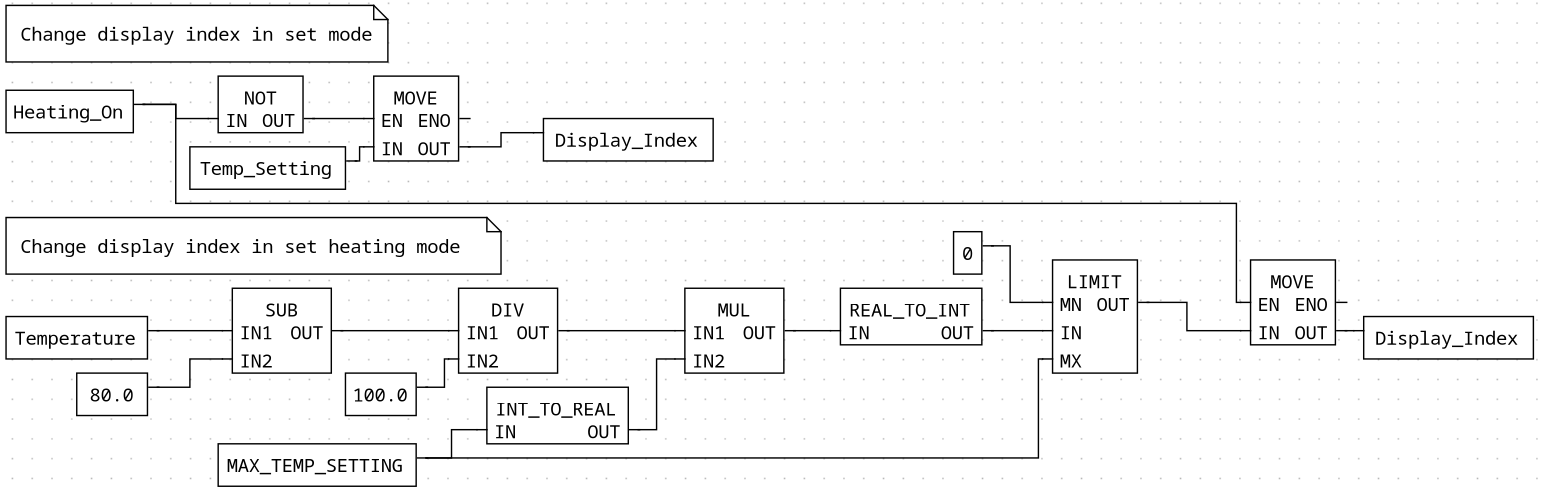 Change display index in set mode
Heating_On
NOT
IN OUT
MOVE
EN ENO
IN OUT
Temp_Setting
Display_Index
Change display index in set heating mode
Temperature
80.0
SUB
IN1 OUT
IN2
100.0
DIV
IN1 OUT
IN2
MAX_TEMP_SETTING
INT_TO_REAL
IN OUT
MUL
IN1 OUT
IN2
REAL_TO_INT
IN OUT
0
LIMIT
MN OUT
IN
MX
MOVE
EN ENO
IN OUT
Display_Index